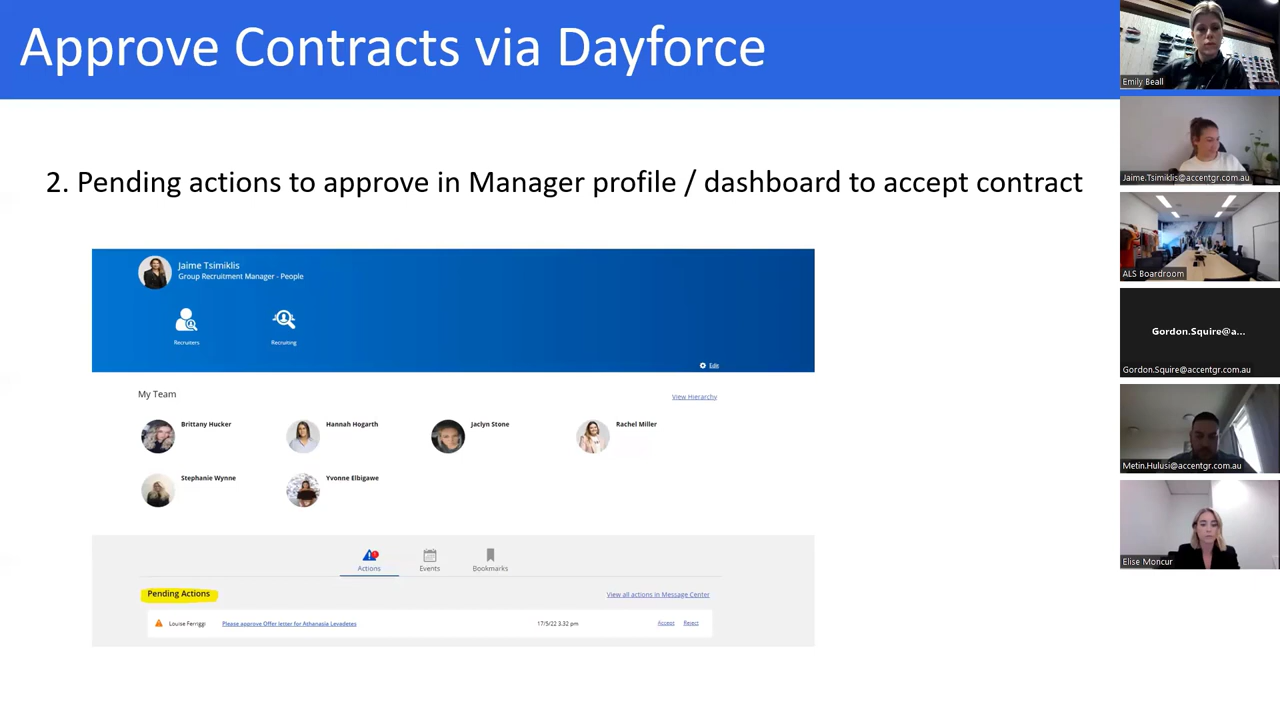 Approve Contracts via Dayforce
2. Pending actions to approve in Manager profile / dashboard to accept contract
Jaime Tsimiklis
Group Recruitment Manager - People
Recruiters
Recruiting
Edit
My Team
View Hierarchy
Brittany Hucker
Hannah Hogarth
Jaclyn Stone
Rachel Miller
Stephanie Wynne
Yvonne Elbigawe
Actions
Events
Bookmarks
Pending Actions
View all actions in Message Center
Louise Ferriggi
Please approve Offer letter for Athanasia Levadetes
17/5/22 3.32 pm
Accept
Reject
Emily Beall
Jaime.Tsimiklis@accentgr.com.au
ALS Boardroom
Gordon.Squire@a...
Gordon.Squire@accentgr.com.au
Metin.Hulusi@accentgr.com.au
Elise Moncur